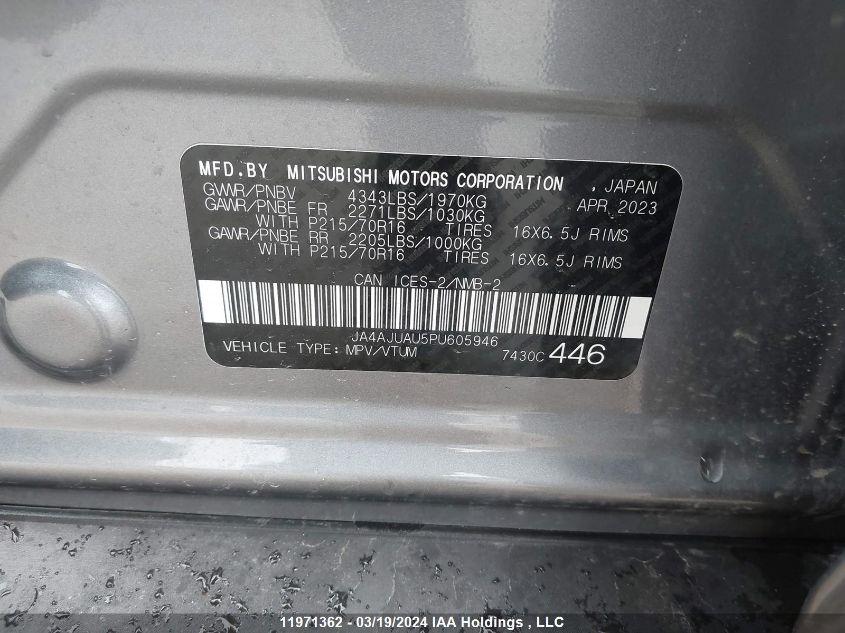 MFD.BY MITSUBISHI MOTORS CORPORATION , JAPAN
GVWR/PNBV 4343LBS/1970KG APR 2023
GAWR/PNBE FR 2271LBS/1030KG
WITH P215/70R16 TIRES 16X6.5J RIMS
GAWR/PNBE RR 2205LBS/1000KG
WITH P215/70R16 TIRES 16X6.5J RIMS
CAN ICES-2/NMB-2
JA4AJUAU5PU605946
VEHICLE TYPE: MPV/VTUM 7430C 446
11971362 - 03/19/2024 IAA Holdings , LLC